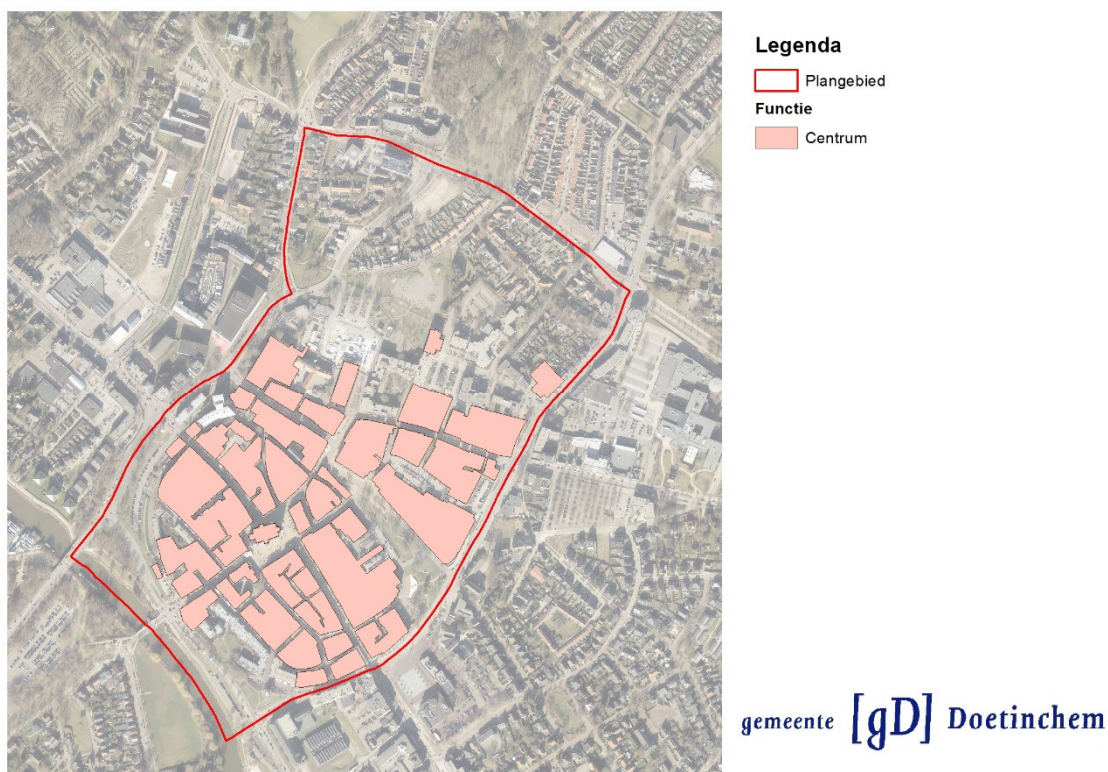 Legenda
Plangebied
Functie
Centrum
gemeente [gD] Doetinchem